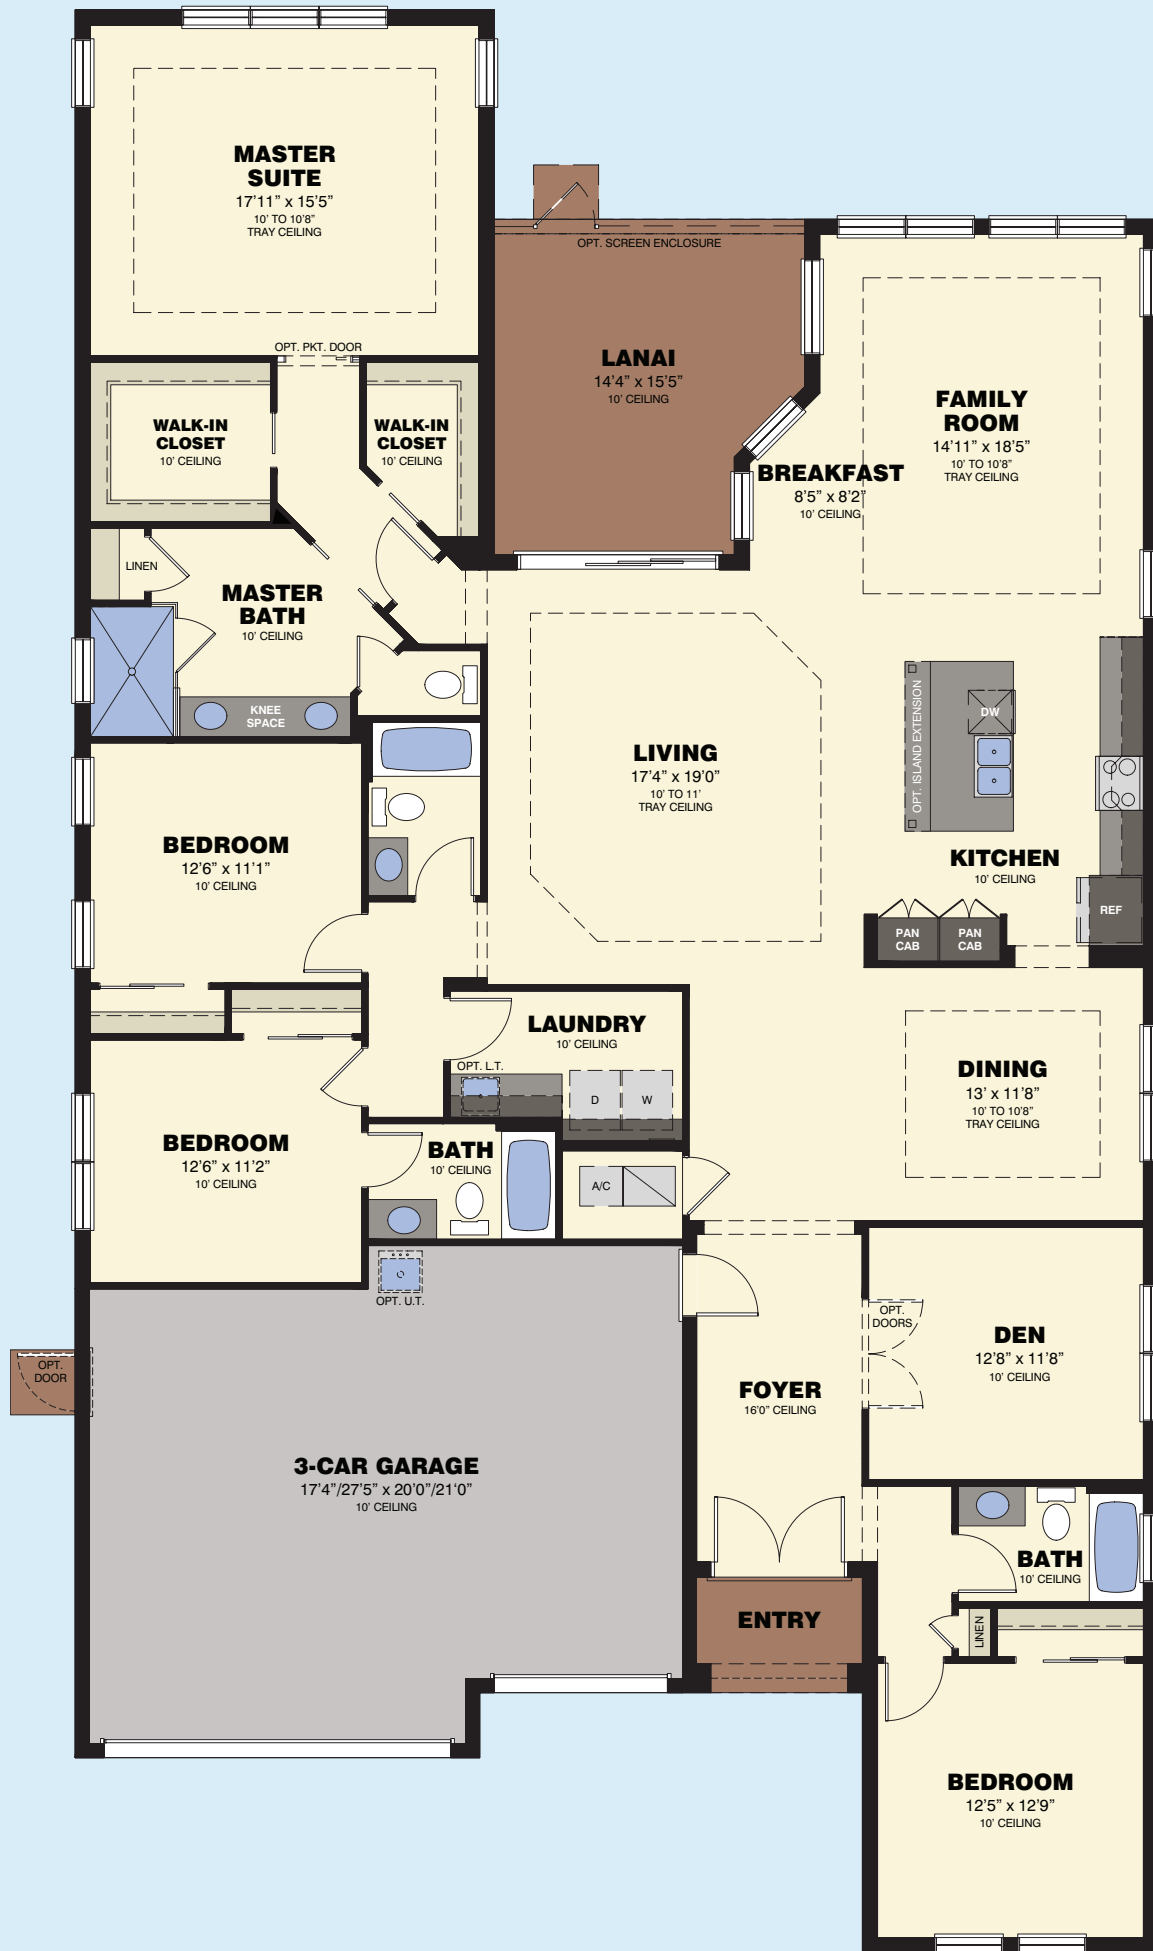 MASTER
SUITE
17'11" x 15'5"
10' TO 10'8"
TRAY CEILING
OPT. SCREEN ENCLOSURE
LANAI
14'4" x 15'5"
10' CEILING
FAMILY
ROOM
14'11" x 18'5"
10' TO 10'8"
TRAY CEILING
OPT. PKT. DOOR
WALK-IN
CLOSET
10' CEILING
WALK-IN
CLOSET
10' CEILING
BREAKFAST
8'5" x 8'2"
10' CEILING
LINEN
MASTER
BATH
10' CEILING
KNEE
SPACE
LIVING
17'4" x 19'0"
10' TO 11'
TRAY CEILING
OPT. ISLAND EXTENSION
DW
KITCHEN
10' CEILING
REF
PAN
CAB
PAN
CAB
BEDROOM
12'6" x 11'1"
10' CEILING
LAUNDRY
10' CEILING
OPT. L.T.
D
W
DINING
13' x 11'8"
10' TO 10'8"
TRAY CEILING
BEDROOM
12'6" x 11'2"
10' CEILING
BATH
10' CEILING
A/C
OPT. U.T.
OPT.
DOORS
DEN
12'8" x 11'8"
10' CEILING
OPT.
DOOR
FOYER
16'0" CEILING
3-CAR GARAGE
17'4"/27'5" x 20'0"/21'0"
10' CEILING
BATH
10' CEILING
ENTRY
LINEN
BEDROOM
12'5" x 12'9"
10' CEILING